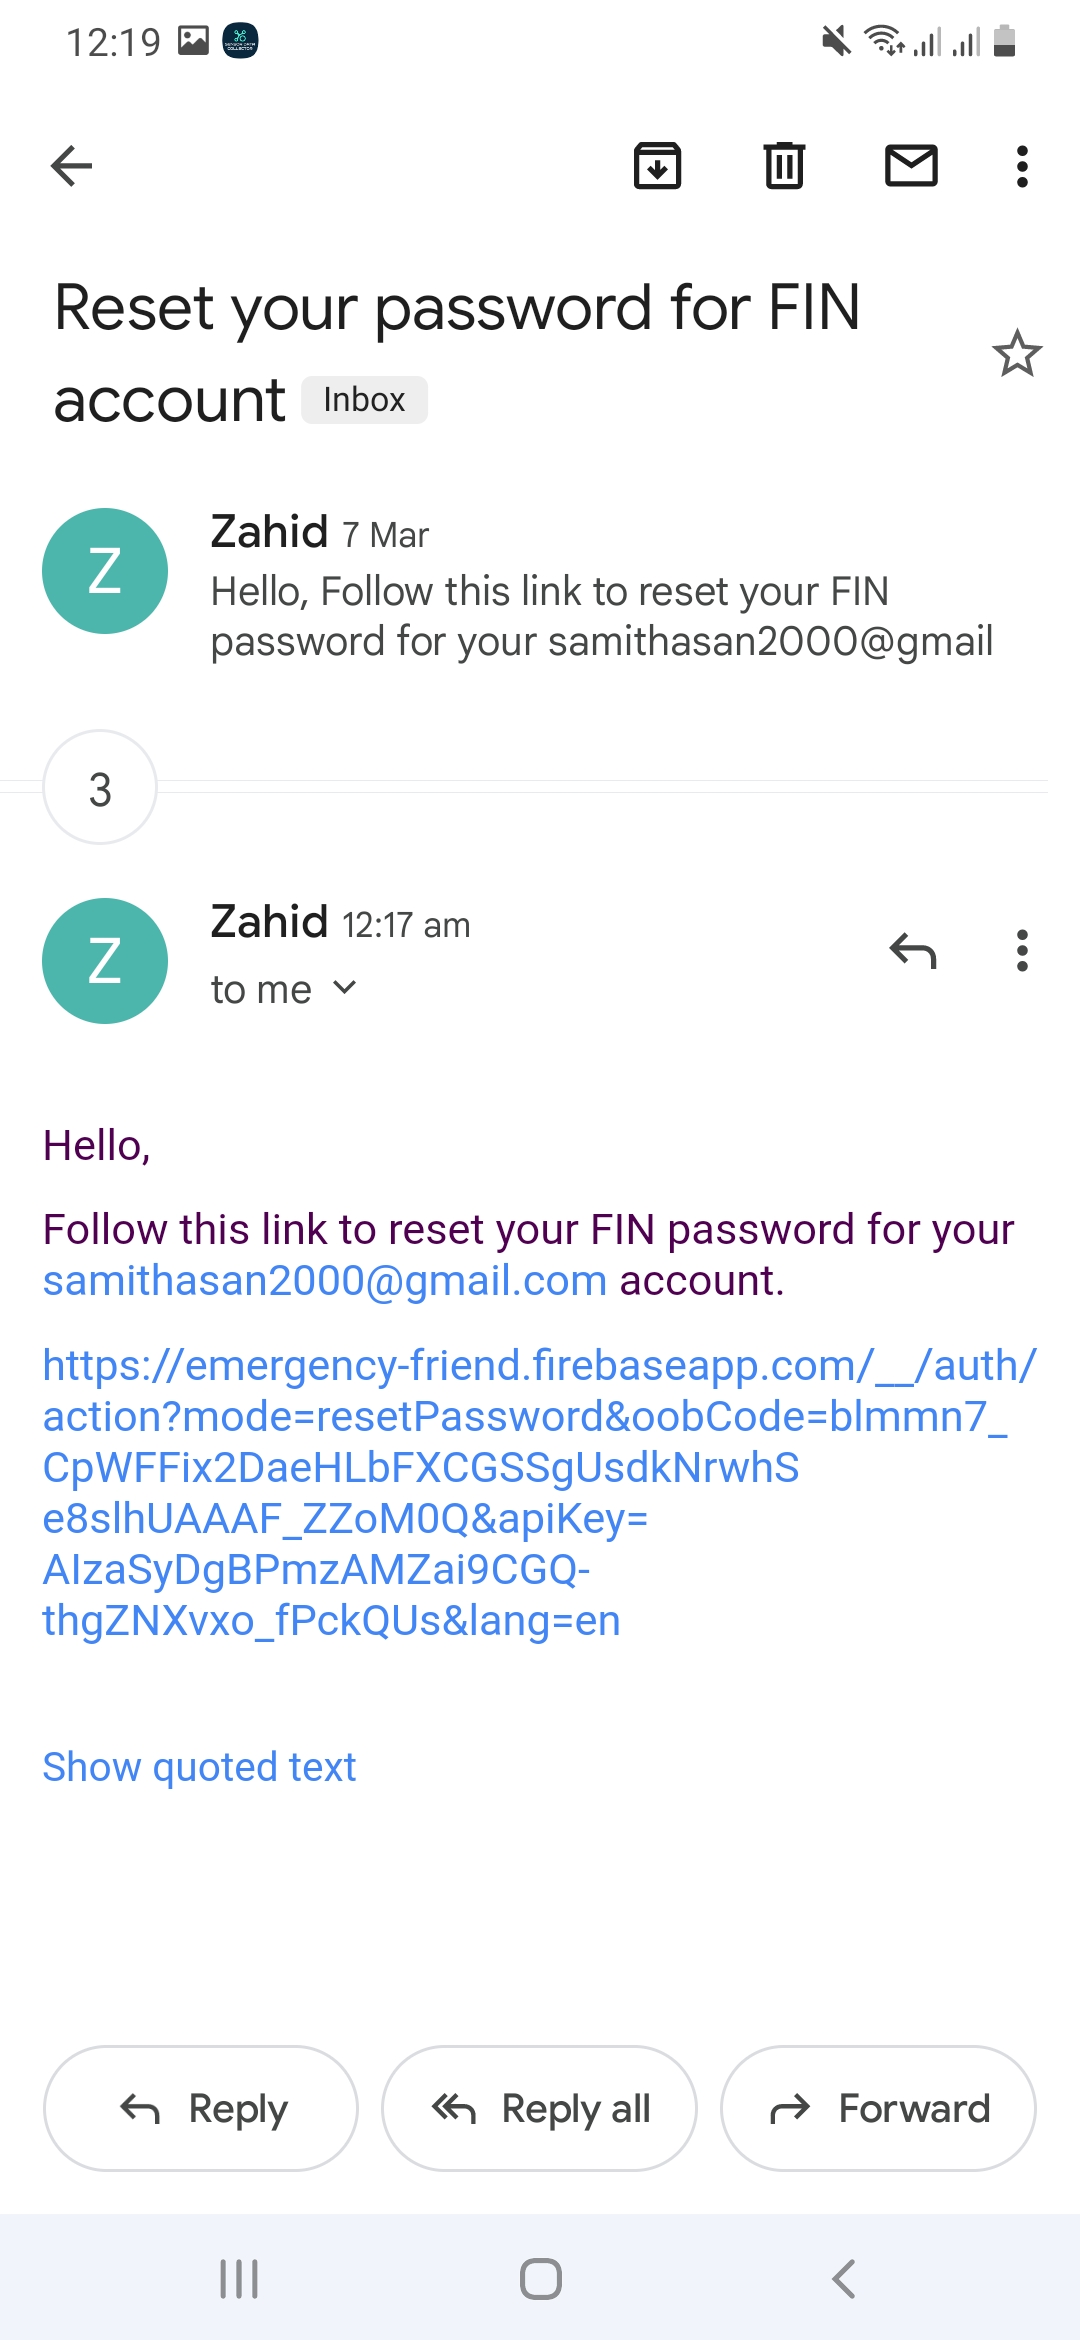 12:19
Reset your password for FIN
account Inbox
Zahid 7 Mar
Hello, Follow this link to reset your FIN
password for your samithasan2000@gmail
3
Zahid 12:17 am
to me
Hello,
Follow this link to reset your FIN password for your
samithasan2000@gmail.com account.
https://emergency-friend.firebaseapp.com/__/auth/
action?mode=resetPassword&oobCode=blmmn7_
CpWFFix2DaeHLbFXCGSSgUsdkNrwhS
e8slhUAAAF_ZZoM0Q&apiKey=
AIzaSyDgBPmzAMZai9CGQ-
thgZNXvxo_fPckQUs&lang=en
Show quoted text
Reply
Reply all
Forward